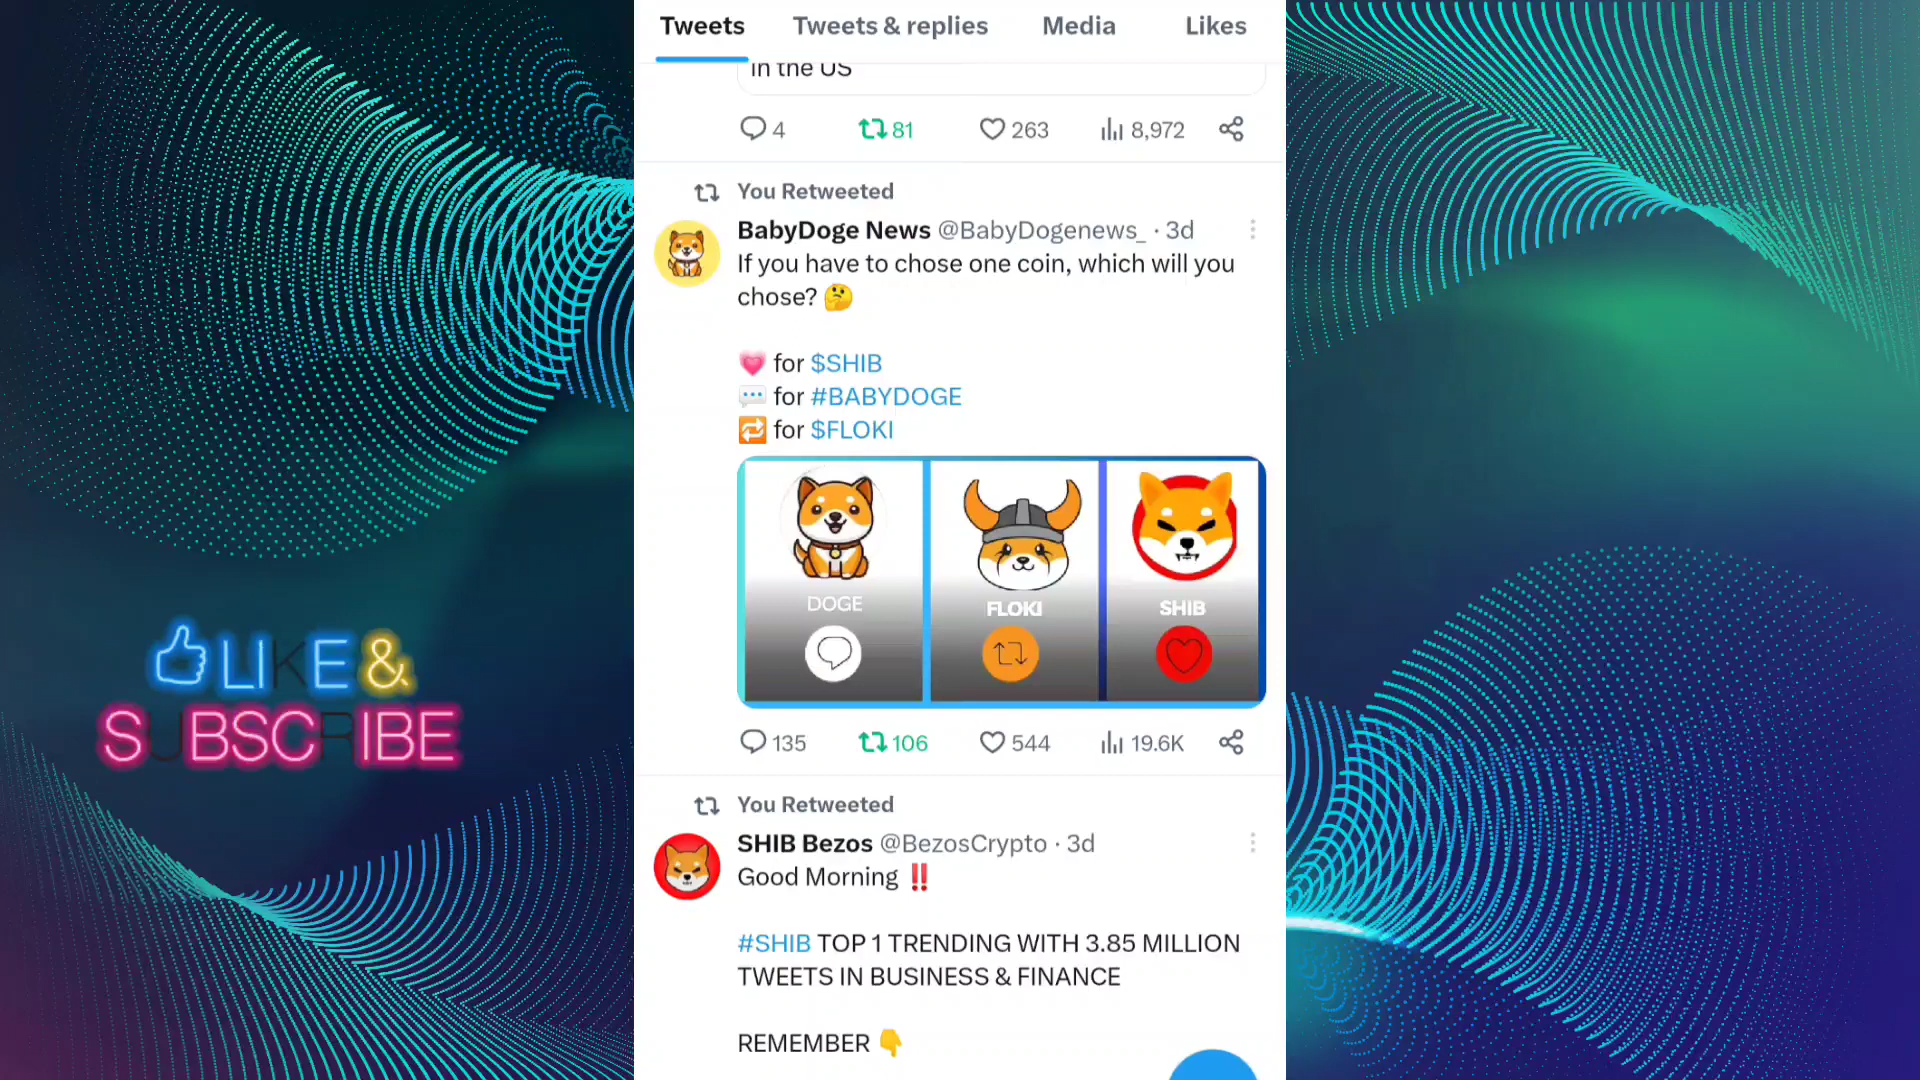 Tweets Tweets & replies Media Likes
in the US
4 81 263 8,972
You Retweeted
BabyDoge News @BabyDogenews_ · 3d
If you have to chose one coin, which will you
chose? 🤔
💗 for $SHIB
💬 for #BABYDOGE
🔁 for $FLOKI
DOGE FLOKI SHIB
135 106 544 19.6K
You Retweeted
SHIB Bezos @BezosCrypto · 3d
Good Morning ‼️
#SHIB TOP 1 TRENDING WITH 3.85 MILLION
TWEETS IN BUSINESS & FINANCE
REMEMBER 👇
LIKE &
SUBSCRIBE